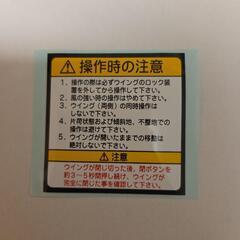 操作時の注意
1、操作の際は必ずウイングのロック装
置を外してから操作して下さい。
2、風の強い時の操作はやめて下さい。
3、ウイング（両側）の同時操作は
しないで下さい。
4、片荷状態および傾斜地、不整地での
操作は避けて下さい。
5、ウイングが開いたままでの移動は
絶対しないで下さい。
注意
ウイングが閉じ切った後、閉ボタンを
約3～5秒間押し続け、ウイングが
完全に閉じた事を確認して下さい。